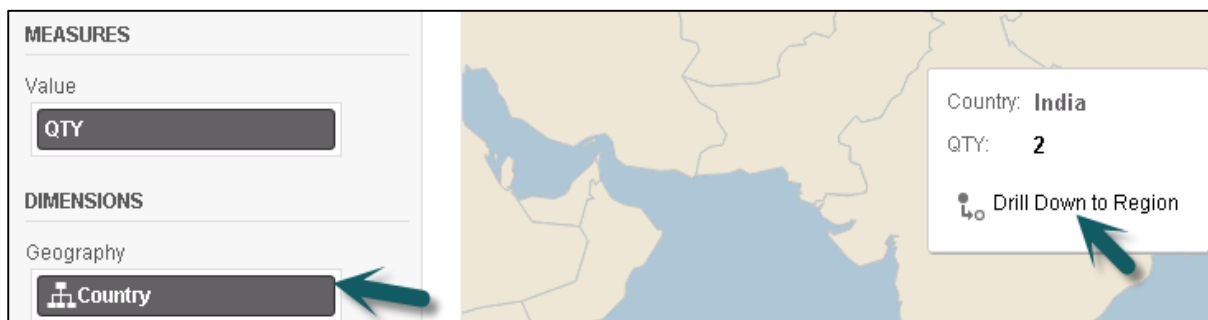 MEASURES
Value
QTY
DIMENSIONS
Geography
Country
Country: India
QTY: 2
Drill Down to Region